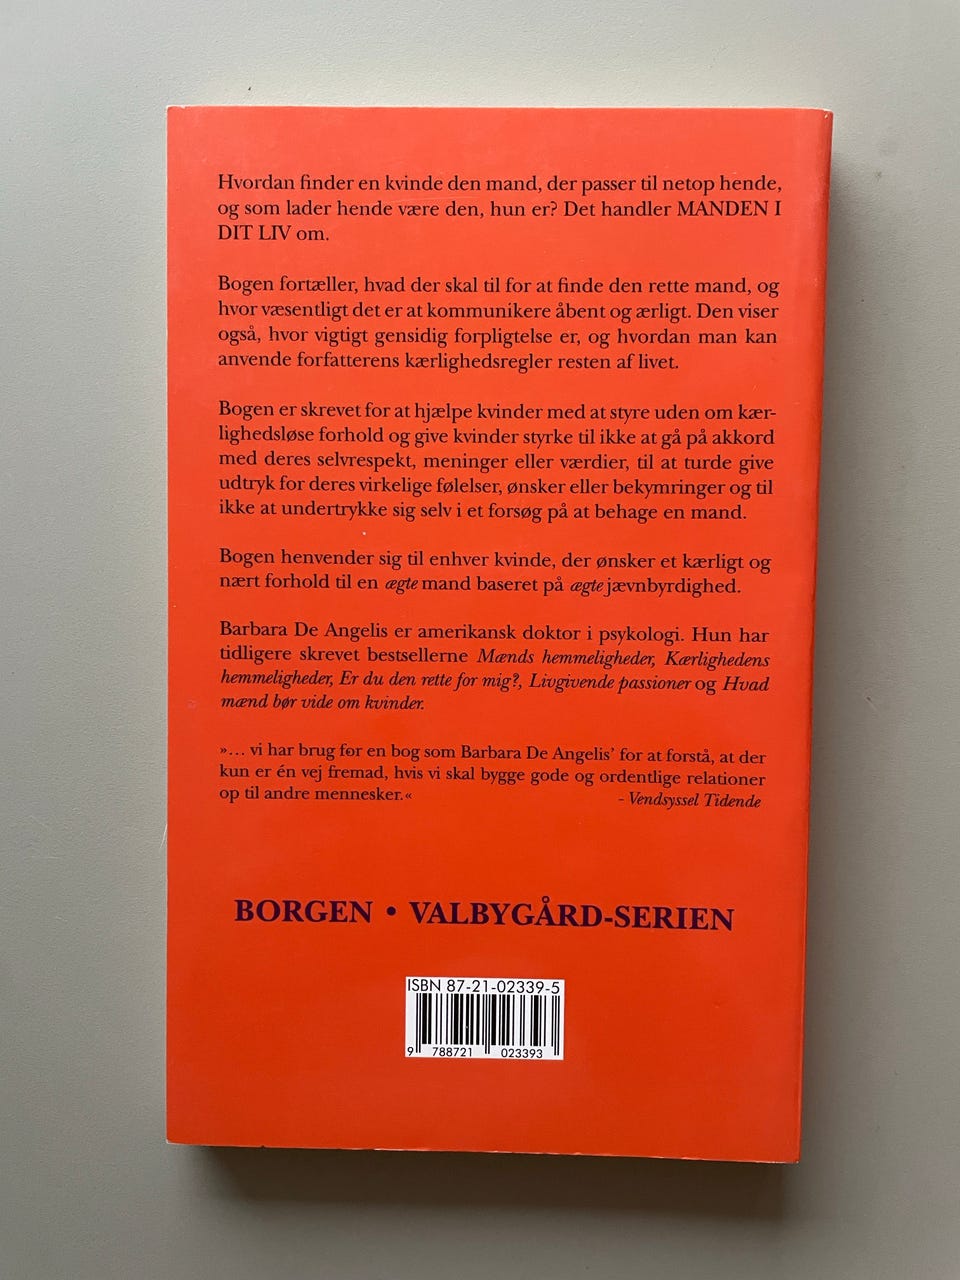 Hvordan finder en kvinde den mand, der passer til netop hende,
og som lader hende være den, hun er? Det handler MANDEN I
DIT LIV om.
Bogen fortæller, hvad der skal til for at finde den rette mand, og
hvor væsentligt det er at kommunikere åbent og ærligt. Den viser
også, hvor vigtigt gensidig forpligtelse er, og hvordan man kan
anvende forfatterens kærlighedsregler resten af livet.
Bogen er skrevet for at hjælpe kvinder med at styre uden om kær-
lighedsløse forhold og give kvinder styrke til ikke at gå på akkord
med deres selvrespekt, meninger eller værdier, til at turde give
udtryk for deres virkelige følelser, ønsker eller bekymringer og til
ikke at undertrykke sig selv i et forsøg på at behage en mand.
Bogen henvender sig til enhver kvinde, der ønsker et kærligt og
nært forhold til en ægte mand baseret på ægte jævnbyrdighed.
Barbara De Angelis er amerikansk doktor i psykologi. Hun har
tidligere skrevet bestsellerne Mænds hemmeligheder, Kærlighedens
hemmeligheder, Er du den rette for mig?, Livgivende passioner og Hvad
mænd bør vide om kvinder.
»... vi har brug for en bog som Barbara De Angelis' for at forstå, at der
kun er én vej fremad, hvis vi skal bygge gode og ordentlige relationer
op til andre mennesker.« - Vendsyssel Tidende
BORGEN • VALBYGÅRD-SERIEN
ISBN 87-21-02339-5
9 788721 023393